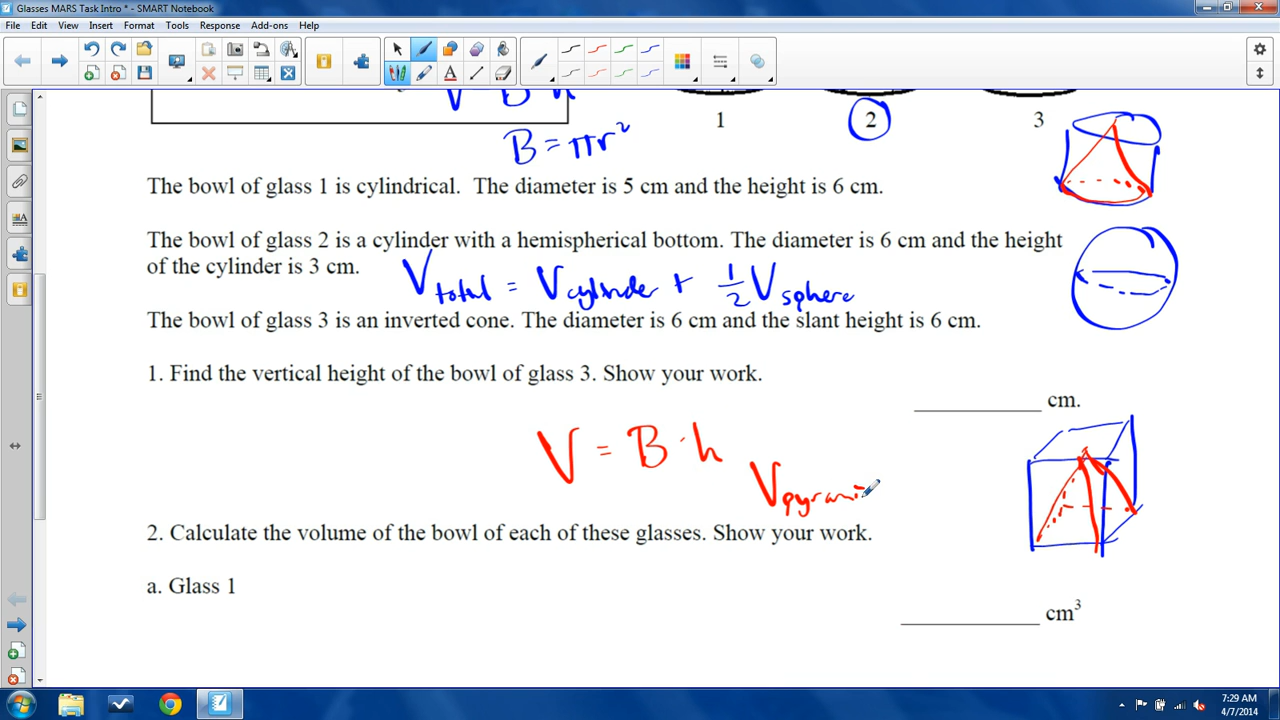 Glasses MARS Task Intro * - SMART Notebook
File Edit View Insert Format Tools Response Add-ons Help
1 2 3
B = πr²
The bowl of glass 1 is cylindrical. The diameter is 5 cm and the height is 6 cm.
The bowl of glass 2 is a cylinder with a hemispherical bottom. The diameter is 6 cm and the height
of the cylinder is 3 cm.
V total = V cylinder + 1/2 V sphere
The bowl of glass 3 is an inverted cone. The diameter is 6 cm and the slant height is 6 cm.
1. Find the vertical height of the bowl of glass 3. Show your work.
____________ cm.
V = B · h
V pyrami
2. Calculate the volume of the bowl of each of these glasses. Show your work.
a. Glass 1
_____________ cm³
7:29 AM
4/7/2014